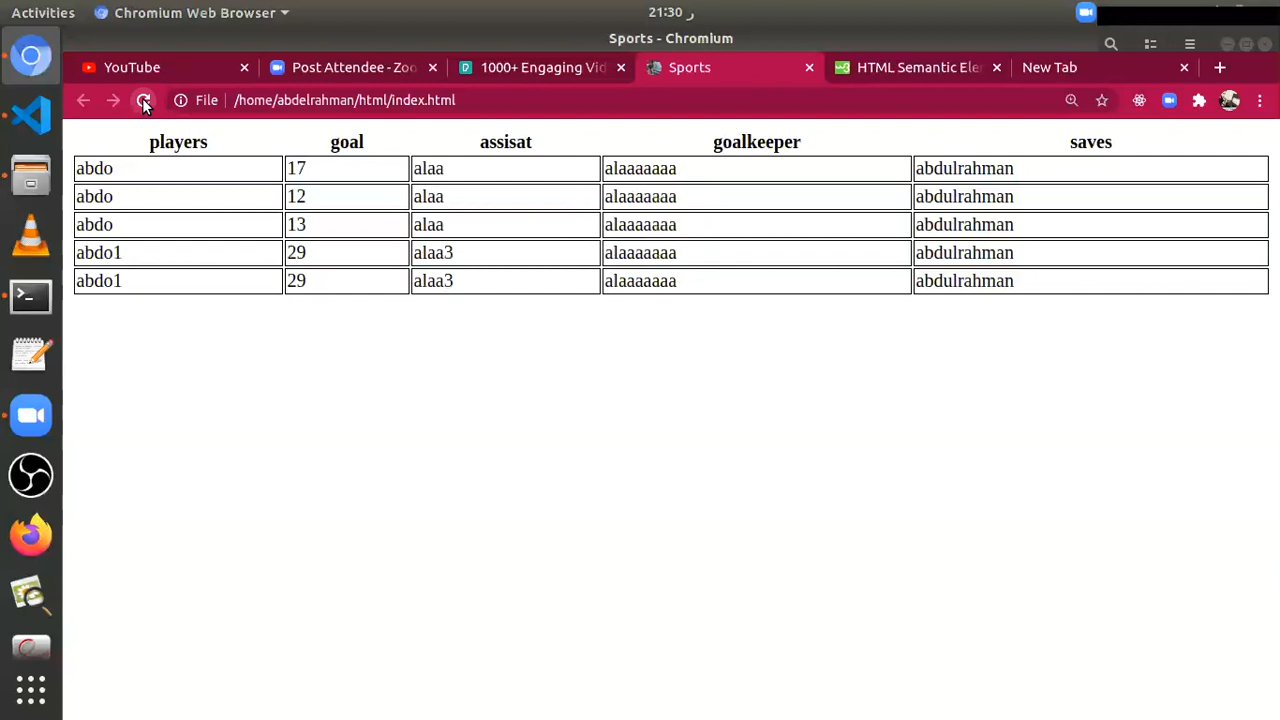 Activities Chromium Web Browser 21:30 ر
Sports - Chromium
YouTube Post Attendee - Zoo 1000+ Engaging Vid Sports HTML Semantic Ele New Tab
File /home/abdelrahman/html/index.html
players goal assisat goalkeeper saves
abdo 17 alaa alaaaaaaa abdulrahman
abdo 12 alaa alaaaaaaa abdulrahman
abdo 13 alaa alaaaaaaa abdulrahman
abdo1 29 alaa3 alaaaaaaa abdulrahman
abdo1 29 alaa3 alaaaaaaa abdulrahman